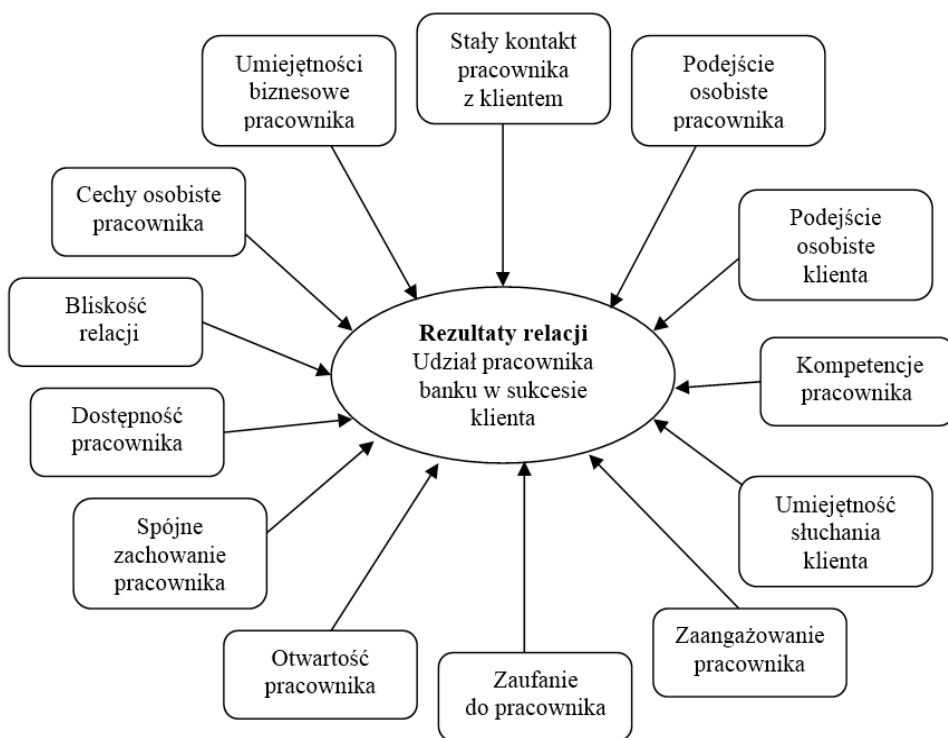 Stały kontakt
pracownika
z klientem
Umiejętności
biznesowe
pracownika
Podejście
osobiste
pracownika
Cechy osobiste
pracownika
Podejście
osobiste
klienta
Bliskość
relacji
Rezultaty relacji
Udział pracownika
banku w sukcesie
klienta
Kompetencje
pracownika
Dostępność
pracownika
Umiejętność
słuchania
klienta
Spójne
zachowanie
pracownika
Zaangażowanie
pracownika
Otwartość
pracownika
Zaufanie
do pracownika